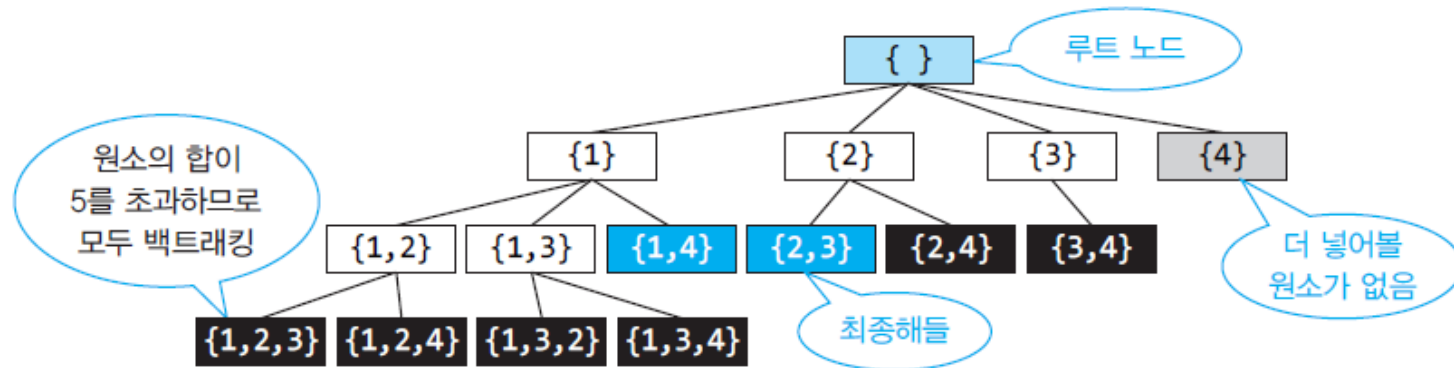 { }
루트 노드
원소의 합이
5를 초과하므로
모두 백트래킹
{1}
{2}
{3}
{4}
{1,2}
{1,3}
{1,4}
{2,3}
{2,4}
{3,4}
더 넣어볼
원소가 없음
{1,2,3}
{1,2,4}
{1,3,2}
{1,3,4}
최종해들